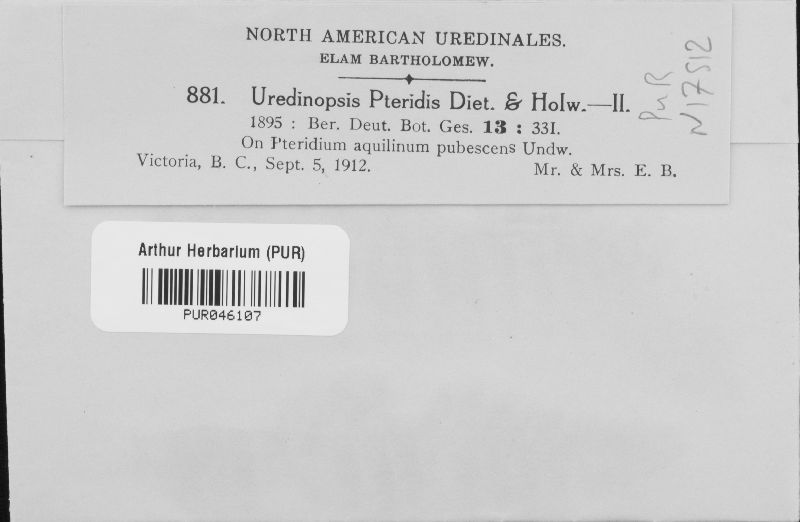 NORTH AMERICAN UREDINALES.
ELAM BARTHOLOMEW.
881. Uredinopsis Pteridis Diet. & Holw.—II.
1895 : Ber. Deut. Bot. Ges. 13 : 331.
On Pteridium aquilinum pubescens Undw.
Victoria, B. C., Sept. 5, 1912. Mr. & Mrs. E. B.
PUR
N17512
Arthur Herbarium (PUR)
PUR046107